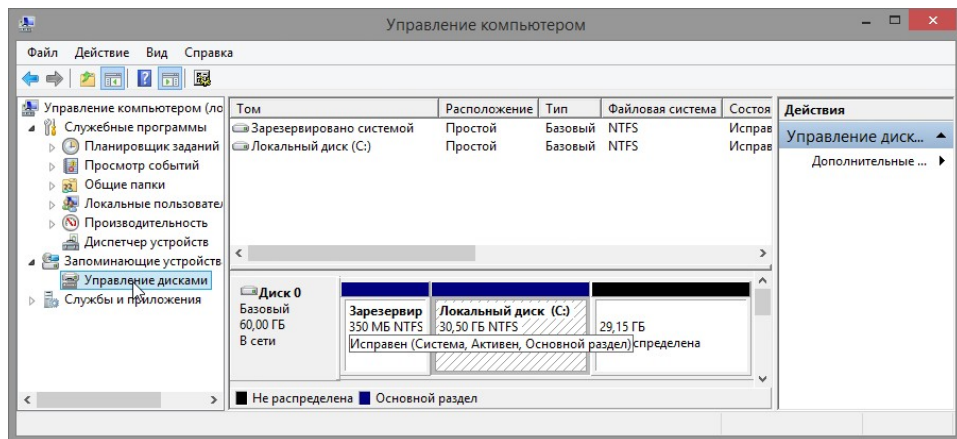 Управление компьютером
Файл Действие Вид Справка
Управление компьютером (ло
Служебные программы
Планировщик заданий
Просмотр событий
Общие папки
Локальные пользовател
Производительность
Диспетчер устройств
Запоминающие устройств
Управление дисками
Службы и приложения
Том Расположение Тип Файловая система Состоя
Зарезервировано системой Простой Базовый NTFS Исправ
Локальный диск (C:) Простой Базовый NTFS Исправ
Диск 0
Базовый
60,00 ГБ
В сети
Зарезервир
350 МБ NTFS
Локальный диск (C:)
30,50 ГБ NTFS
29,15 ГБ
Исправен (Система, Активен, Основной раздел)
спределена
Не распределена Основной раздел
Действия
Управление диск...
Дополнительные ...